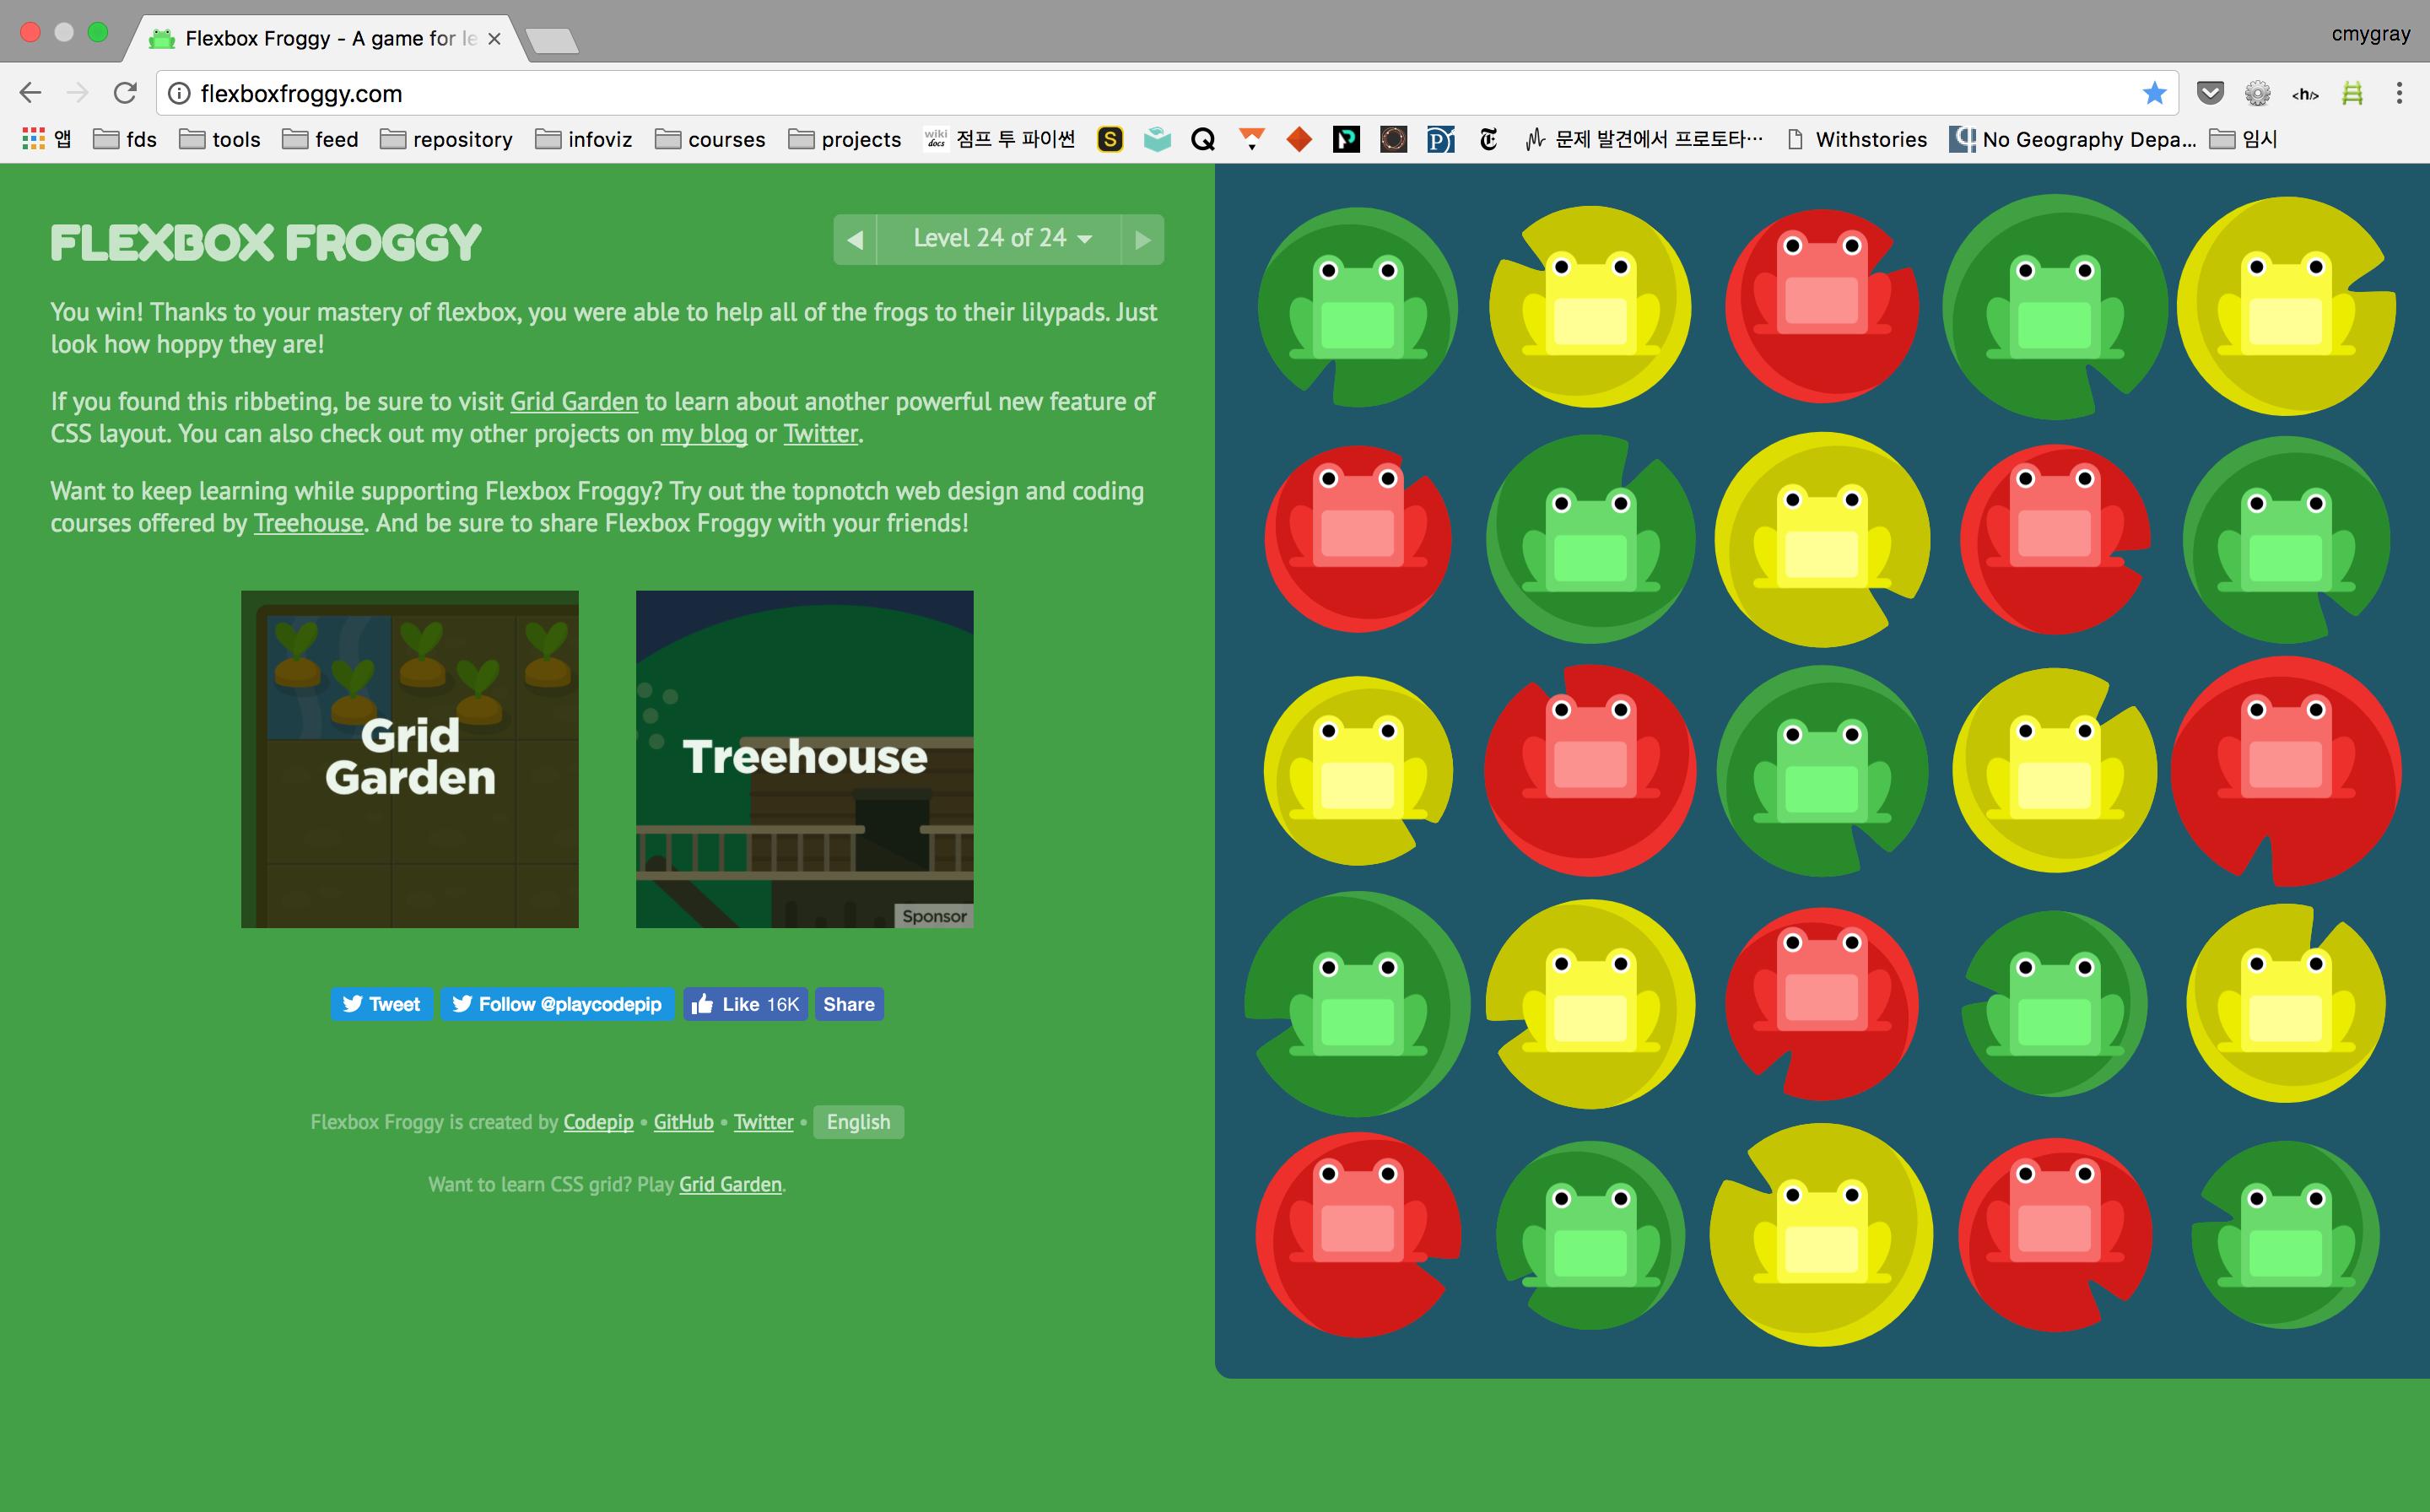 Flexbox Froggy - A game for le
cmygray
flexboxfroggy.com
앱 fds tools feed repository infoviz courses projects wiki docs 점프 투 파이썬 S Q P P) T 문제 발견에서 프로토타… Withstories No Geography Depa... 임시
<h/>
FLEXBOX FROGGY
Level 24 of 24
You win! Thanks to your mastery of flexbox, you were able to help all of the frogs to their lilypads. Just
look how hoppy they are!
If you found this ribbeting, be sure to visit Grid Garden to learn about another powerful new feature of
CSS layout. You can also check out my other projects on my blog or Twitter.
Want to keep learning while supporting Flexbox Froggy? Try out the topnotch web design and coding
courses offered by Treehouse. And be sure to share Flexbox Froggy with your friends!
Grid
Garden
Treehouse
Sponsor
Tweet
Follow @playcodepip
Like 16K
Share
Flexbox Froggy is created by Codepip • GitHub • Twitter • English
Want to learn CSS grid? Play Grid Garden.